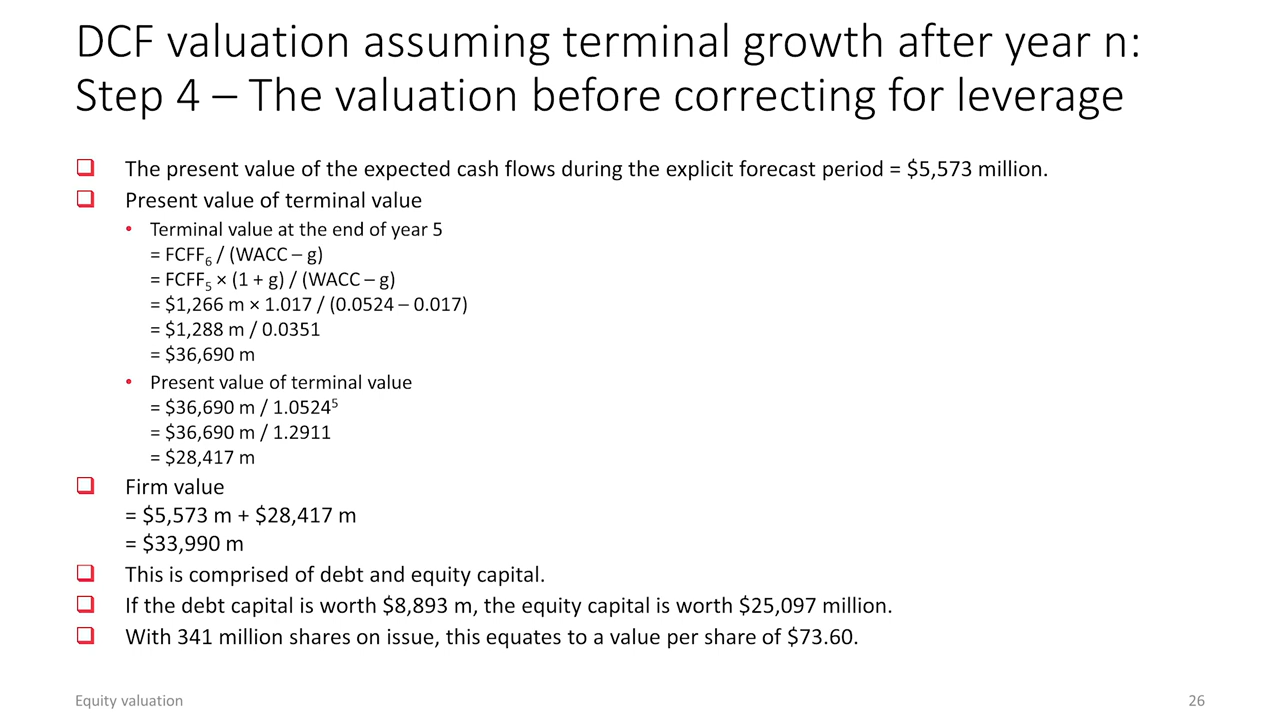 DCF valuation assuming terminal growth after year n:
Step 4 – The valuation before correcting for leverage
❑ The present value of the expected cash flows during the explicit forecast period = $5,573 million.
❑ Present value of terminal value
• Terminal value at the end of year 5
= FCFF₆ / (WACC – g)
= FCFF₅ × (1 + g) / (WACC – g)
= $1,266 m × 1.017 / (0.0524 – 0.017)
= $1,288 m / 0.0351
= $36,690 m
• Present value of terminal value
= $36,690 m / 1.0524⁵
= $36,690 m / 1.2911
= $28,417 m
❑ Firm value
= $5,573 m + $28,417 m
= $33,990 m
❑ This is comprised of debt and equity capital.
❑ If the debt capital is worth $8,893 m, the equity capital is worth $25,097 million.
❑ With 341 million shares on issue, this equates to a value per share of $73.60.
Equity valuation
26